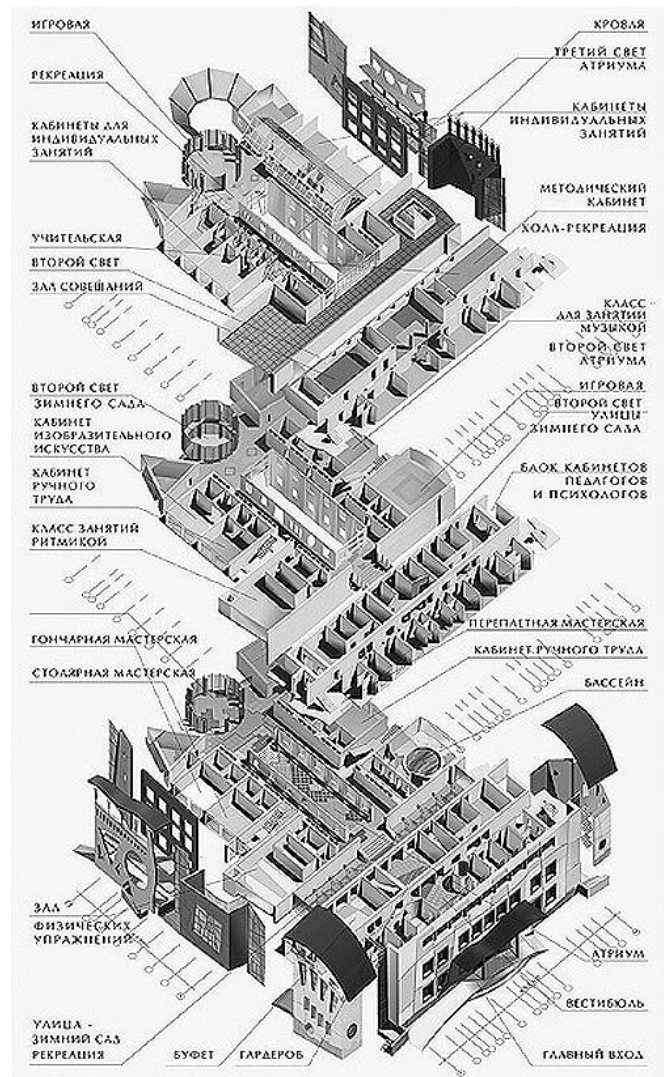 ИГРОВАЯ
РЕКРЕАЦИЯ
КАБИНЕТЫ ДЛЯ
ИНДИВИДУАЛЬНЫХ
ЗАНЯТИЙ
УЧИТЕЛЬСКАЯ
ВТОРОЙ СВЕТ
ЗАЛ СОВЕЩАНИЙ
ВТОРОЙ СВЕТ
ЗИМНЕГО САДА
КАБИНЕТ
ИЗОБРАЗИТЕЛЬНОГО
ИСКУССТВА
КАБИНЕТ
РУЧНОГО
ТРУДА
КЛАСС ЗАНЯТИЙ
РИТМИКОЙ
ГОНЧАРНАЯ МАСТЕРСКАЯ
СТОЛЯРНАЯ МАСТЕРСКАЯ
ЗАЛ
ФИЗИЧЕСКИХ
УПРАЖНЕНИЙ
УЛИЦА -
ЗИМНИЙ САД
РЕКРЕАЦИЯ
БУФЕТ
ГАРДЕРОБ
КРОВЛЯ
ТРЕТИЙ СВЕТ
АТРИУМА
КАБИНЕТЫ
ИНДИВИДУАЛЬНЫХ
ЗАНЯТИЙ
МЕТОДИЧЕСКИЙ
КАБИНЕТ
ХОЛЛ-РЕКРЕАЦИЯ
КЛАСС
ДЛЯ ЗАНЯТИИ
МУЗЫКОЙ
ВТОРОЙ СВЕТ
АТРИУМА
ИГРОВАЯ
ВТОРОЙ СВЕТ
УЛИЦЫ
ЗИМНЕГО САДА
БЛОК КАБИНЕТОВ
ПЕДАГОГОВ
И ПСИХОЛОГОВ
ПЕРЕПЛЕТНАЯ МАСТЕРСКАЯ
КАБИНЕТ РУЧНОГО ТРУДА
БАССЕЙН
АТРИУМ
ВЕСТИБЮЛЬ
ГЛАВНЫЙ ВХОД